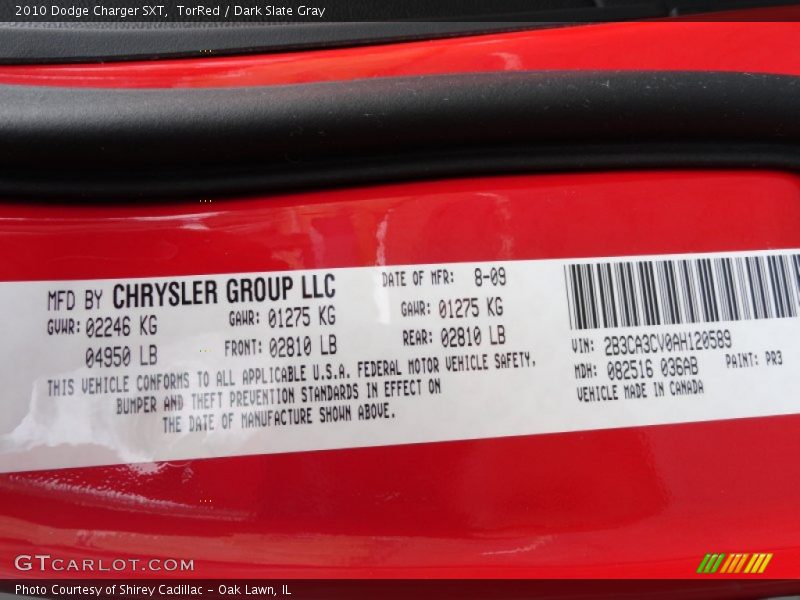 2010 Dodge Charger SXT,  TorRed / Dark Slate Gray
MFD BY CHRYSLER GROUP LLC
DATE OF MFR: 8-09
GVWR: 02246 KG
GAWR: 01275 KG
GAWR: 01275 KG
04950 LB
FRONT: 02810 LB
REAR: 02810 LB
THIS VEHICLE CONFORMS TO ALL APPLICABLE U.S.A. FEDERAL MOTOR VEHICLE SAFETY,
BUMPER AND THEFT PREVENTION STANDARDS IN EFFECT ON
THE DATE OF MANUFACTURE SHOWN ABOVE.
VIN: 2B3CA3CV0AH120589
MDH: 082516 036AB
PAINT: PR3
VEHICLE MADE IN CANADA
GTCARLOT.COM
Photo Courtesy of Shirey Cadillac - Oak Lawn, IL